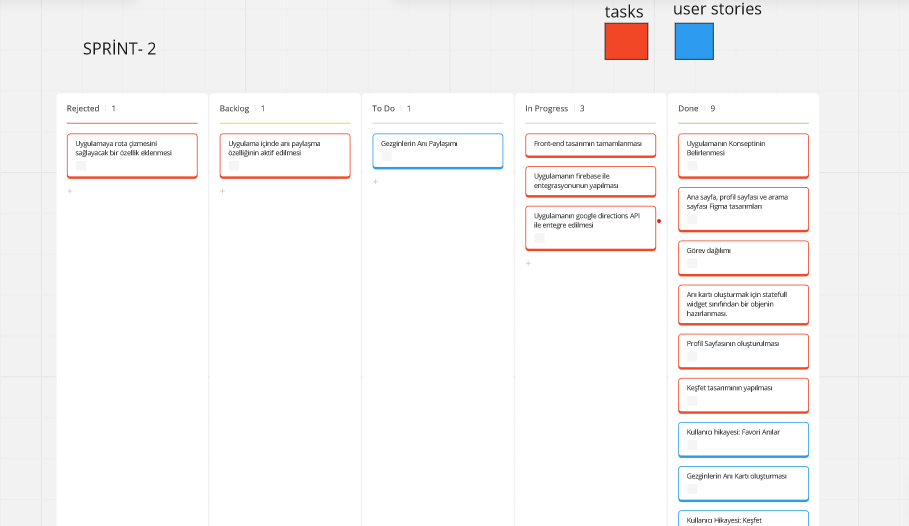 tasks
user stories
SPRİNT- 2
Rejected 1
Uygulamaya rota çizmesini
sağlayacak bir özellik eklenmesi
+
Backlog 1
Uygulama içinde anı paylaşma
özelliğinin aktif edilmesi
+
To Do 1
Gezginlerin Anı Paylaşımı
+
In Progress 3
Front-end tasarımın tamamlanması
Uygulamanın firebase ile
entegrasyonunun yapılması
Uygulamanın google directions API
ile entegre edilmesi
+
Done 9
Uygulamanın Konseptinin
Belirlenmesi
Ana sayfa, profil sayfası ve arama
sayfası Figma tasarımları
Görev dağılımı
Anı kartı oluşturmak için statefull
widget sınıfından bir objenin
hazırlanması.
Profil Sayfasının oluşturulması
Keşfet tasarımının yapılması
Kullanıcı hikayesi: Favori Anılar
Gezginlerin Anı Kartı oluşturması
Kullanıcı Hikayesi: Keşfet